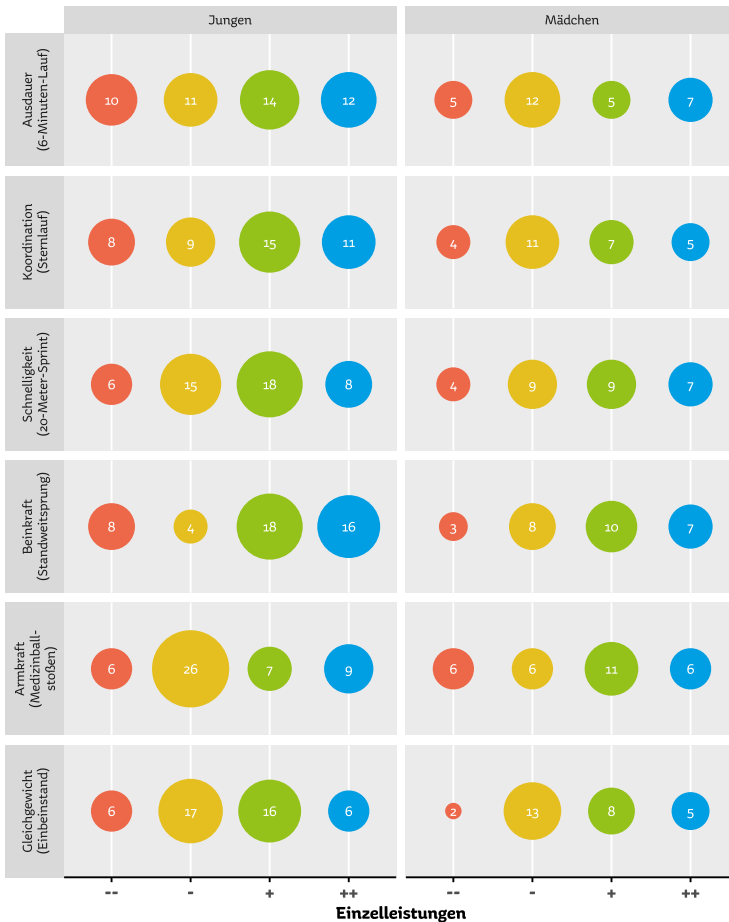 Jungen Mädchen
Ausdauer
(6-Minuten-Lauf)
10 11 14 12 5 12 5 7
Koordination
(Sternlauf)
8 9 15 11 4 11 7 5
Schnelligkeit
(20-Meter-Sprint)
6 15 18 8 4 9 9 7
Beinkraft
(Standweitsprung)
8 4 18 16 3 8 10 7
Armkraft
(Medizinball-
stoßen)
6 26 7 9 6 6 11 6
Gleichgewicht
(Einbeinstand)
6 17 16 6 2 13 8 5
-- - + ++ -- - + ++
Einzelleistungen